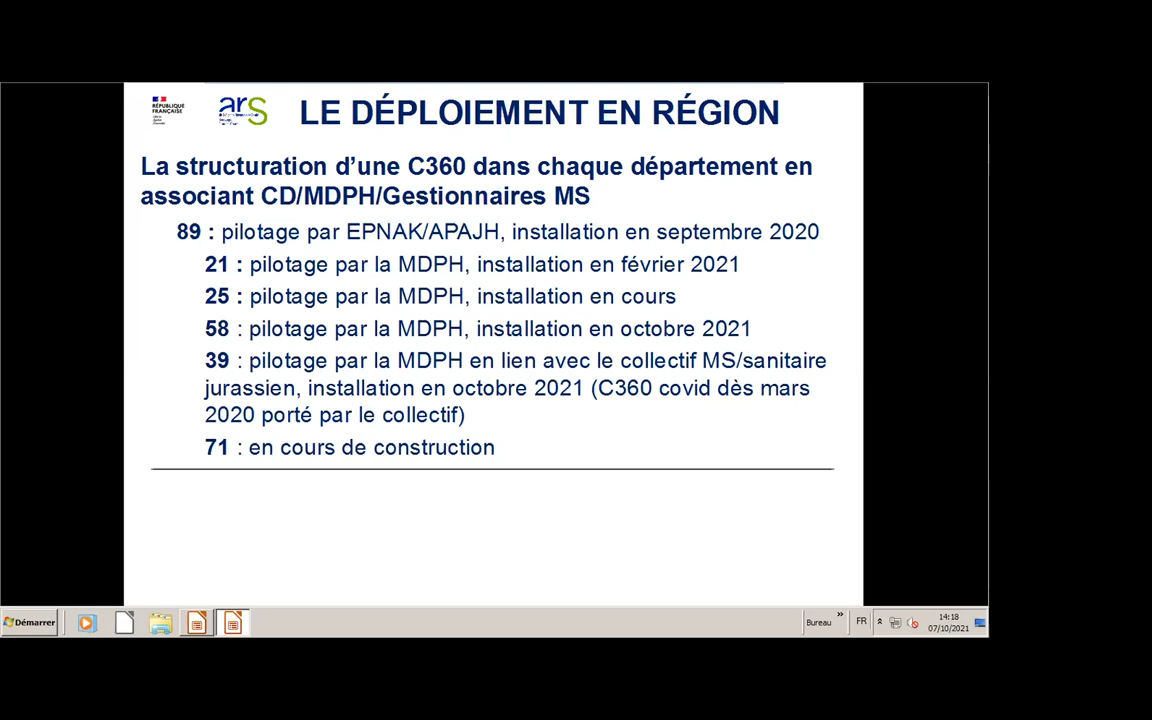 RÉPUBLIQUE
FRANÇAISE
ars
LE DÉPLOIEMENT EN RÉGION
La structuration d’une C360 dans chaque département en
associant CD/MDPH/Gestionnaires MS
89 : pilotage par EPNAK/APAJH, installation en septembre 2020
21 : pilotage par la MDPH, installation en février 2021
25 : pilotage par la MDPH, installation en cours
58 : pilotage par la MDPH, installation en octobre 2021
39 : pilotage par la MDPH en lien avec le collectif MS/sanitaire
jurassien, installation en octobre 2021 (C360 covid dès mars
2020 porté par le collectif)
71 : en cours de construction
Démarrer
Bureau
»
FR
14:18
07/10/2021